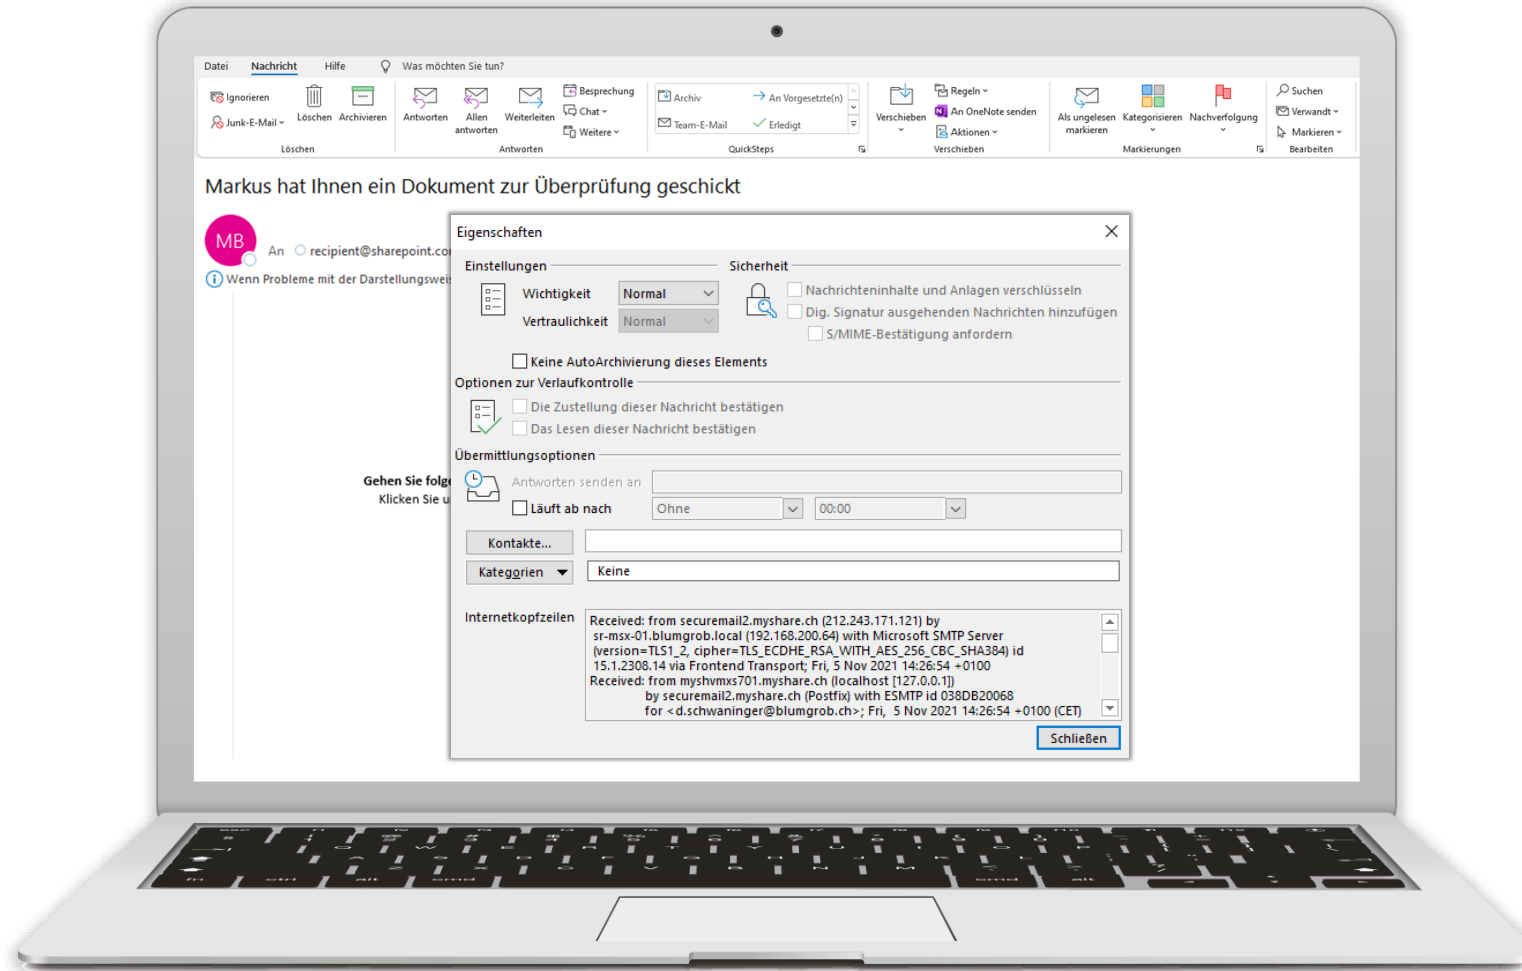 Datei Nachricht Hilfe Was möchten Sie tun?
Ignorieren
Junk-E-Mail
Löschen Archivieren
Löschen
Antworten Allen antworten Weiterleiten
Besprechung
Chat
Weitere
Antworten
Archiv An Vorgesetzte(n)
Team-E-Mail Erledigt
QuickSteps
Verschieben
Regeln
An OneNote senden
Aktionen
Verschieben
Als ungelesen markieren Kategorisieren Nachverfolgung
Markierungen
Suchen
Verwandt
Markieren
Bearbeiten
Markus hat Ihnen ein Dokument zur Überprüfung geschickt
MB
An recipient@sharepoint.co
Wenn Probleme mit der Darstellungswei
Gehen Sie folge
Klicken Sie u
Eigenschaften
Einstellungen
Wichtigkeit Normal
Vertraulichkeit Normal
Keine AutoArchivierung dieses Elements
Sicherheit
Nachrichteninhalte und Anlagen verschlüsseln
Dig. Signatur ausgehenden Nachrichten hinzufügen
S/MIME-Bestätigung anfordern
Optionen zur Verlaufkontrolle
Die Zustellung dieser Nachricht bestätigen
Das Lesen dieser Nachricht bestätigen
Übermittlungsoptionen
Antworten senden an
Läuft ab nach Ohne 00:00
Kontakte...
Kategorien Keine
Internetkopfzeilen
Received: from securemail2.myshare.ch (212.243.171.121) by
sr-msx-01.blumgrob.local (192.168.200.64) with Microsoft SMTP Server
(version=TLS1_2, cipher=TLS_ECDHE_RSA_WITH_AES_256_CBC_SHA384) id
15.1.2308.14 via Frontend Transport; Fri, 5 Nov 2021 14:26:54 +0100
Received: from myshvmxs701.myshare.ch (localhost [127.0.0.1])
by securemail2.myshare.ch (Postfix) with ESMTP id 038DB20068
for <d.schwaninger@blumgrob.ch>; Fri, 5 Nov 2021 14:26:54 +0100 (CET)
Schließen
fn ctrl alt cmd cmd alt